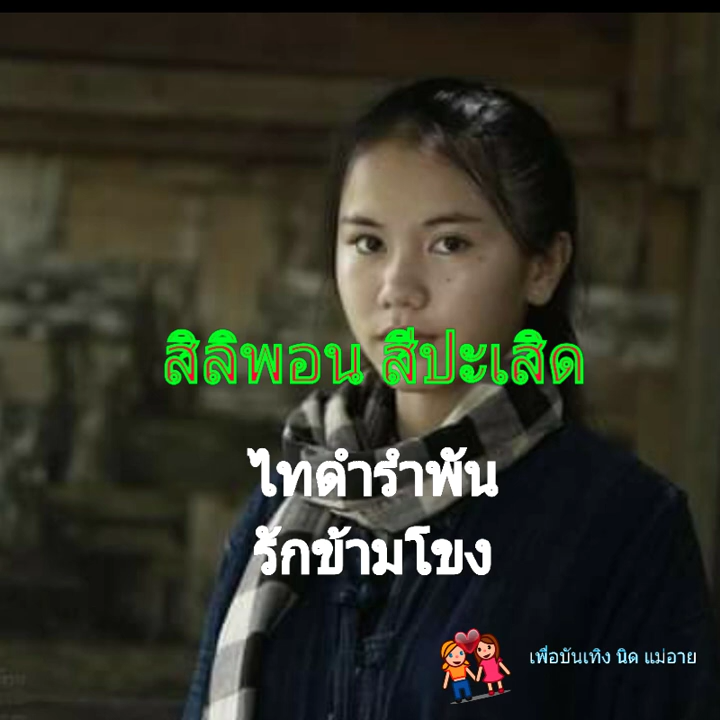 สิลิพอน สีปะเสิด
ไทดำรำพัน
รักข้ามโขง
เพื่อบันเทิง นิด แม่อาย